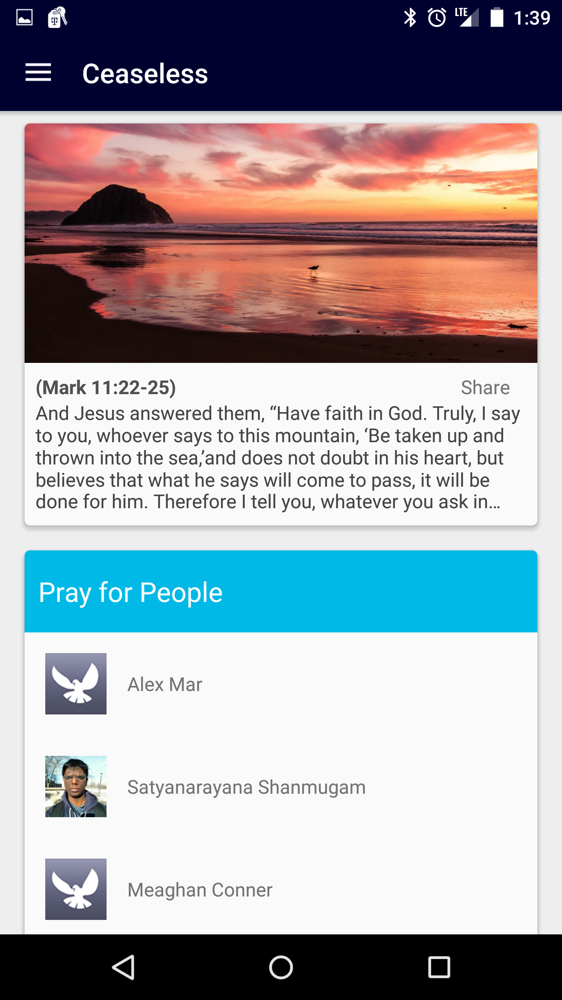 LTE 1:39
Ceaseless
(Mark 11:22-25) Share
And Jesus answered them, “Have faith in God. Truly, I say
to you, whoever says to this mountain, ‘Be taken up and
thrown into the sea,’and does not doubt in his heart, but
believes that what he says will come to pass, it will be
done for him. Therefore I tell you, whatever you ask in…
Pray for People
Alex Mar
Satyanarayana Shanmugam
Meaghan Conner